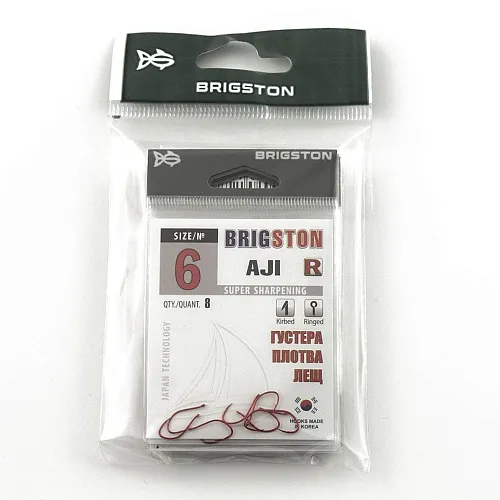 BRIGSTON
BRIGSTON
SIZE/№
6
BRIGSTON
AJI R
SUPER SHARPENING
QTY./QUANT. 8
Kirbed Ringed
JAPAN TECHNOLOGY
ГУСТЕРА
ПЛОТВА
ЛЕЩ
HOOKS MADE
IN KOREA